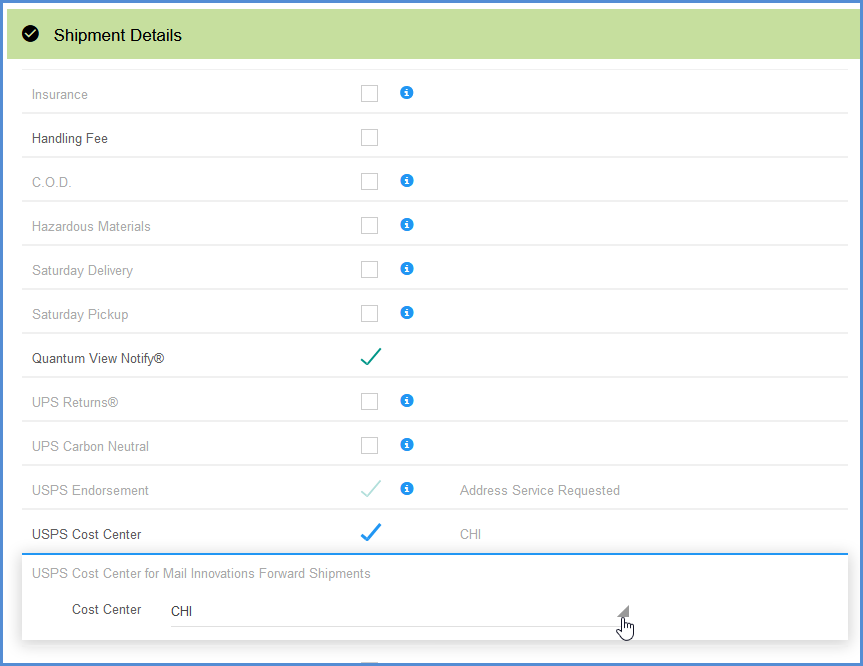 Shipment Details
Insurance
Handling Fee
C.O.D.
Hazardous Materials
Saturday Delivery
Saturday Pickup
Quantum View Notify®
UPS Returns®
UPS Carbon Neutral
USPS Endorsement Address Service Requested
USPS Cost Center CHI
USPS Cost Center for Mail Innovations Forward Shipments
Cost Center CHI